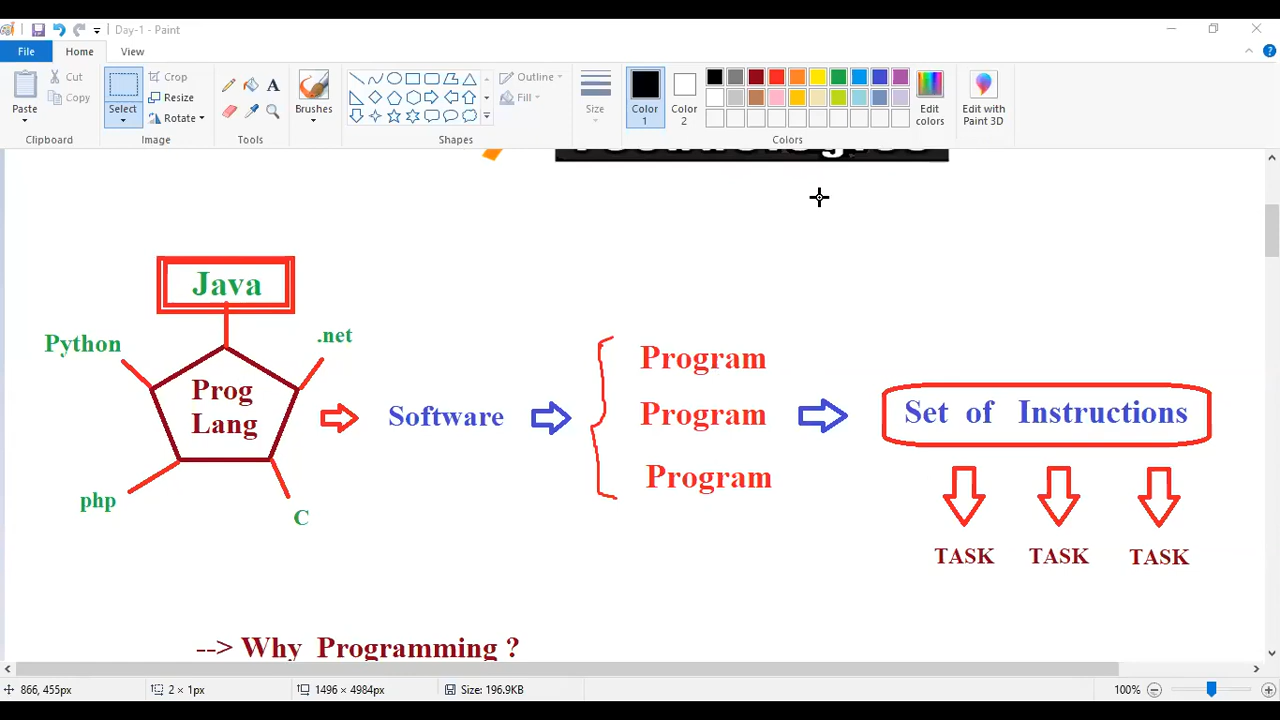 Day-1 - Paint
File Home View
Paste
Cut
Copy
Clipboard
Select
Crop
Resize
Rotate
Image
Tools
Brushes
Shapes
Outline
Fill
Size
Color 1
Color 2
Colors
Edit colors
Edit with Paint 3D
Java
Python
.net
Prog
Lang
php
C
Software
Program
Program
Program
Set of Instructions
TASK TASK TASK
--> Why Programming ?
866, 455px 2 × 1px 1496 × 4984px Size: 196.9KB 100%